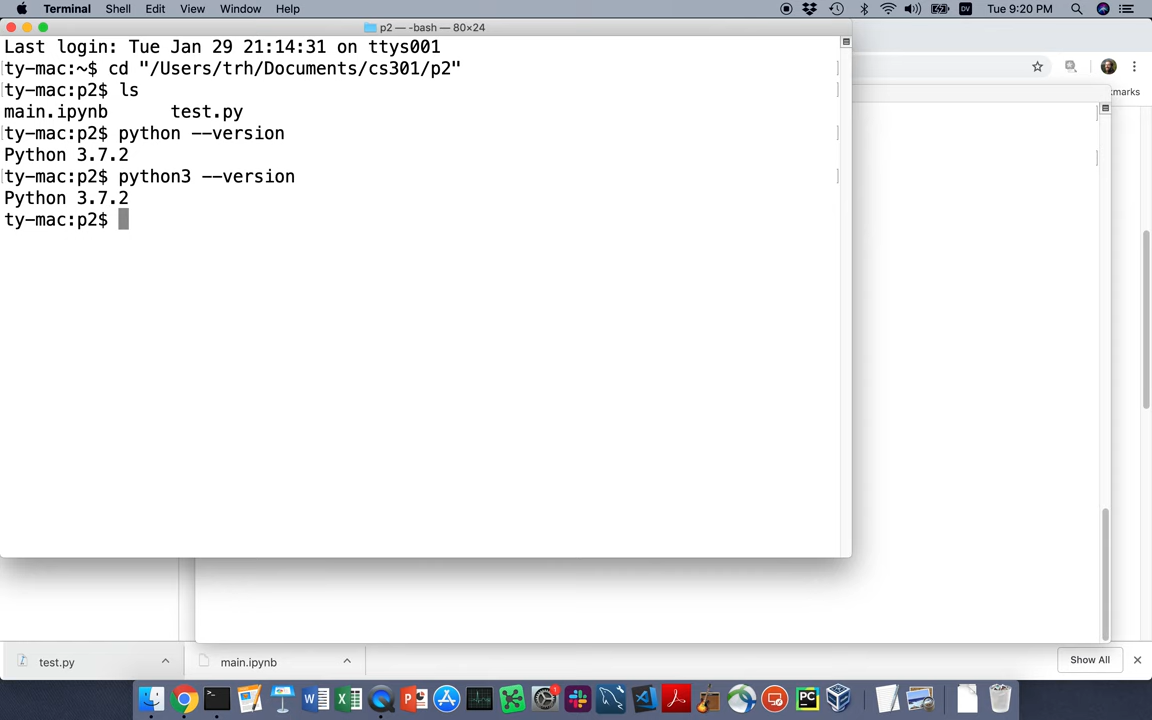 Terminal Shell Edit View Window Help Tue 9:20 PM
p2 — -bash — 80×24
Last login: Tue Jan 29 21:14:31 on ttys001
ty-mac:~$ cd "/Users/trh/Documents/cs301/p2"
ty-mac:p2$ ls
main.ipynb test.py
ty-mac:p2$ python --version
Python 3.7.2
ty-mac:p2$ python3 --version
Python 3.7.2
ty-mac:p2$
kmarks
test.py main.ipynb Show All